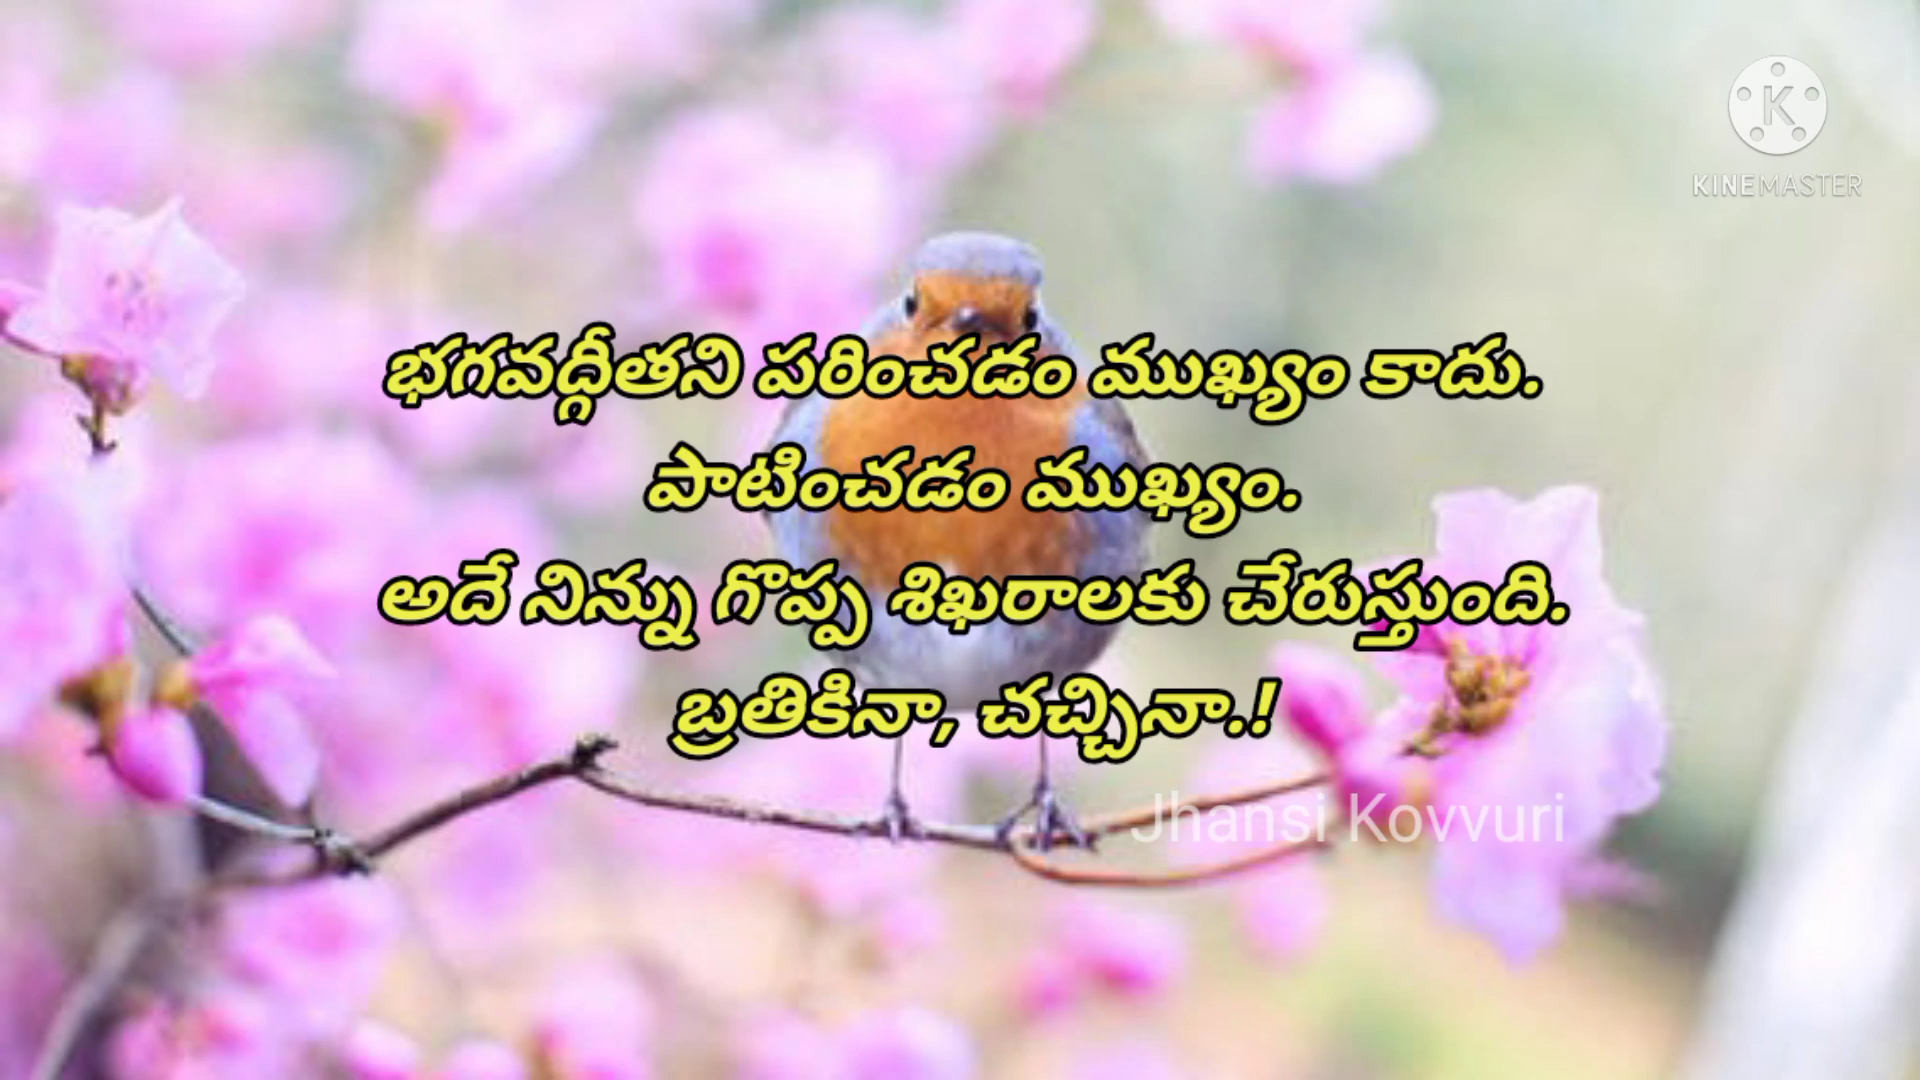 KINEMASTER
భగవద్గీతని పఠించడం ముఖ్యం కాదు.
పాటించడం ముఖ్యం.
అదే నిన్ను గొప్ప శిఖరాలకు చేరుస్తుంది.
బ్రతికినా, చచ్చినా.!
Jhansi Kovvuri